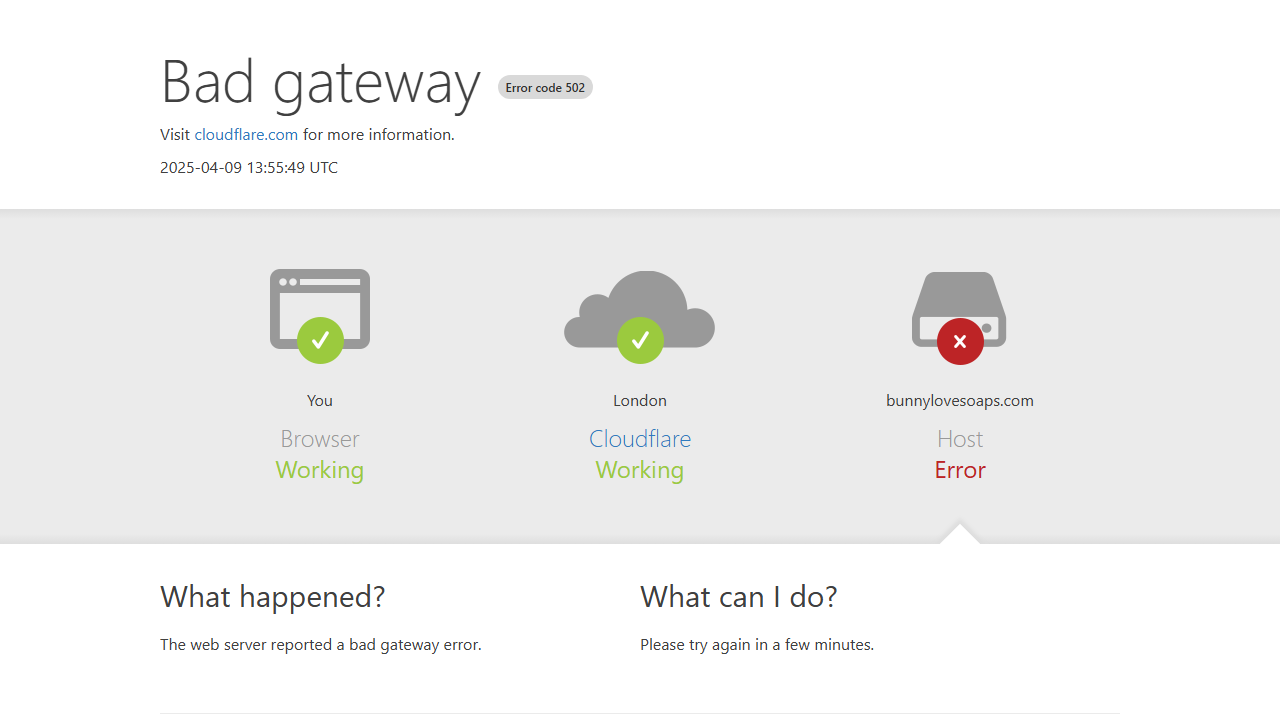 Bad gateway Error code 502
Visit cloudflare.com for more information.
2025-04-09 13:55:49 UTC
You
Browser
Working
London
Cloudflare
Working
bunnylovesoaps.com
Host
Error
What happened?
The web server reported a bad gateway error.
What can I do?
Please try again in a few minutes.